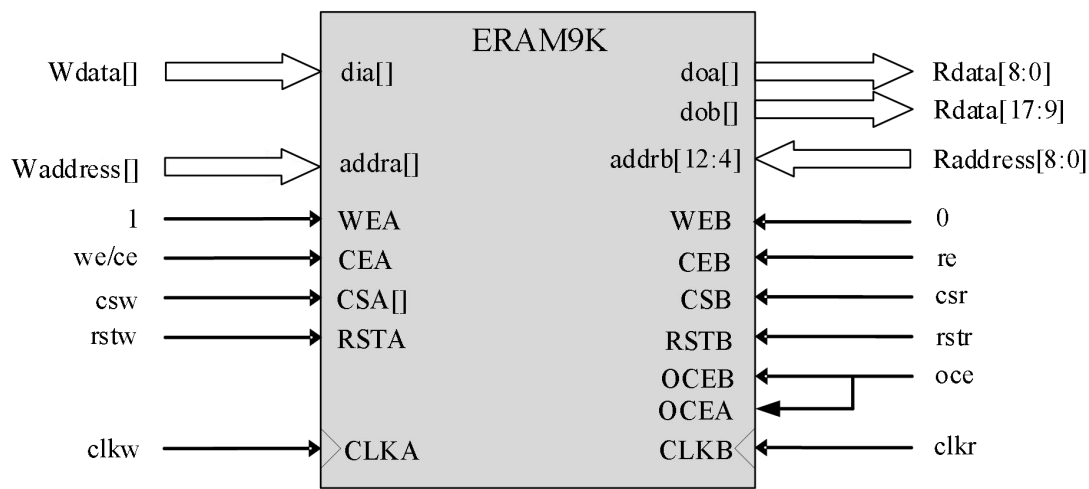 ERAM9K
Wdata[] dia[] doa[] Rdata[8:0]
dob[] Rdata[17:9]
Waddress[] addra[] addrb[12:4] Raddress[8:0]
1 WEA WEB 0
we/ce CEA CEB re
csw CSA[] CSB csr
rstw RSTA RSTB rstr
OCEB oce
OCEA
clkw CLKA CLKB clkr